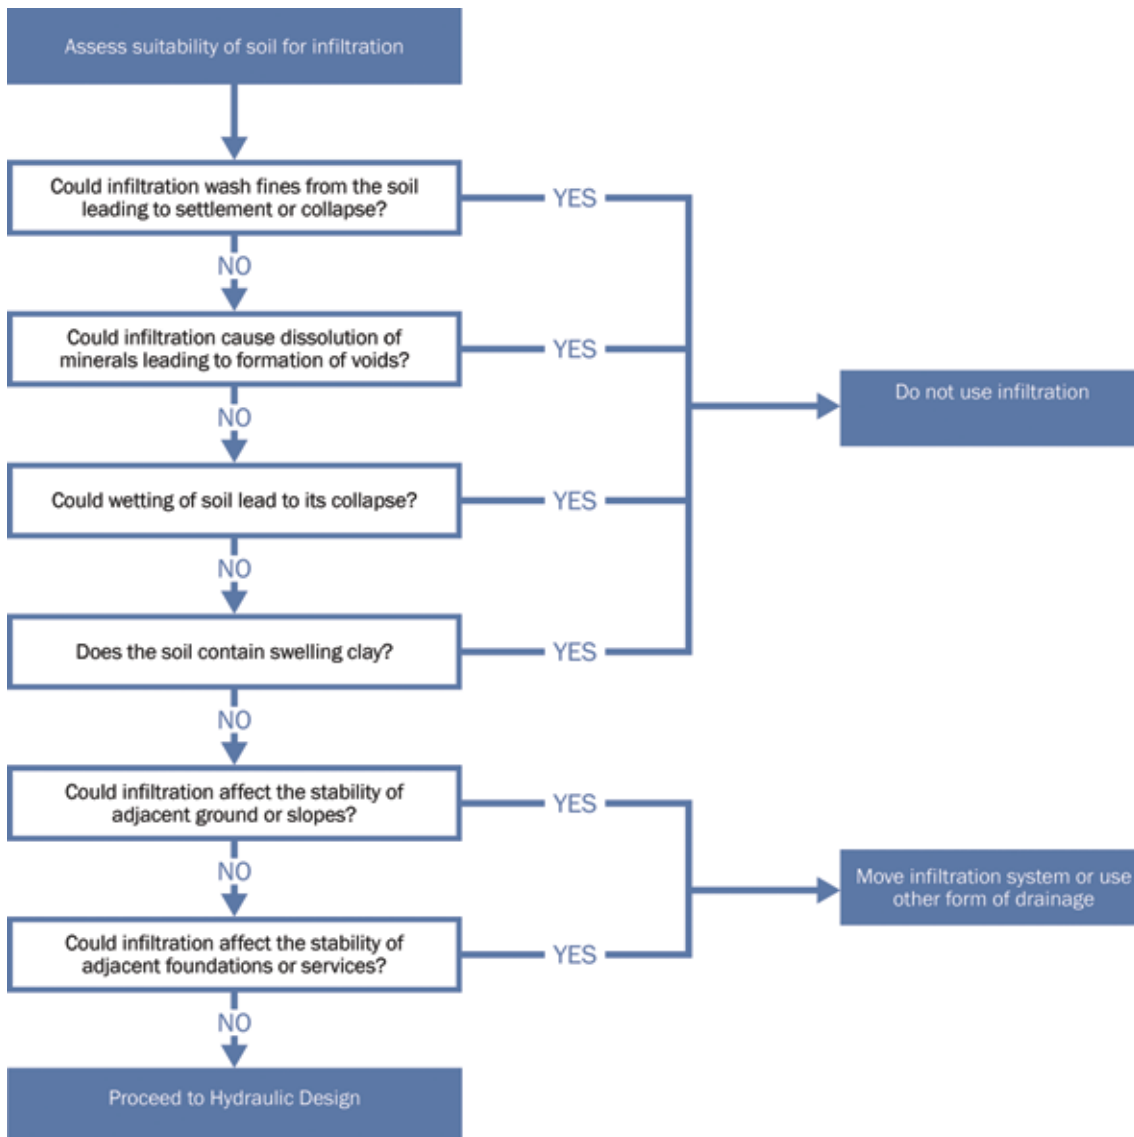 Assess suitability of soil for infiltration
Could infiltration wash fines from the soil
leading to settlement or collapse?
YES
NO
Could infiltration cause dissolution of
minerals leading to formation of voids?
YES
Do not use infiltration
NO
Could wetting of soil lead to its collapse?
YES
NO
Does the soil contain swelling clay?
YES
NO
Could infiltration affect the stability of
adjacent ground or slopes?
YES
NO
Move infiltration system or use
other form of drainage
Could infiltration affect the stability of
adjacent foundations or services?
YES
NO
Proceed to Hydraulic Design